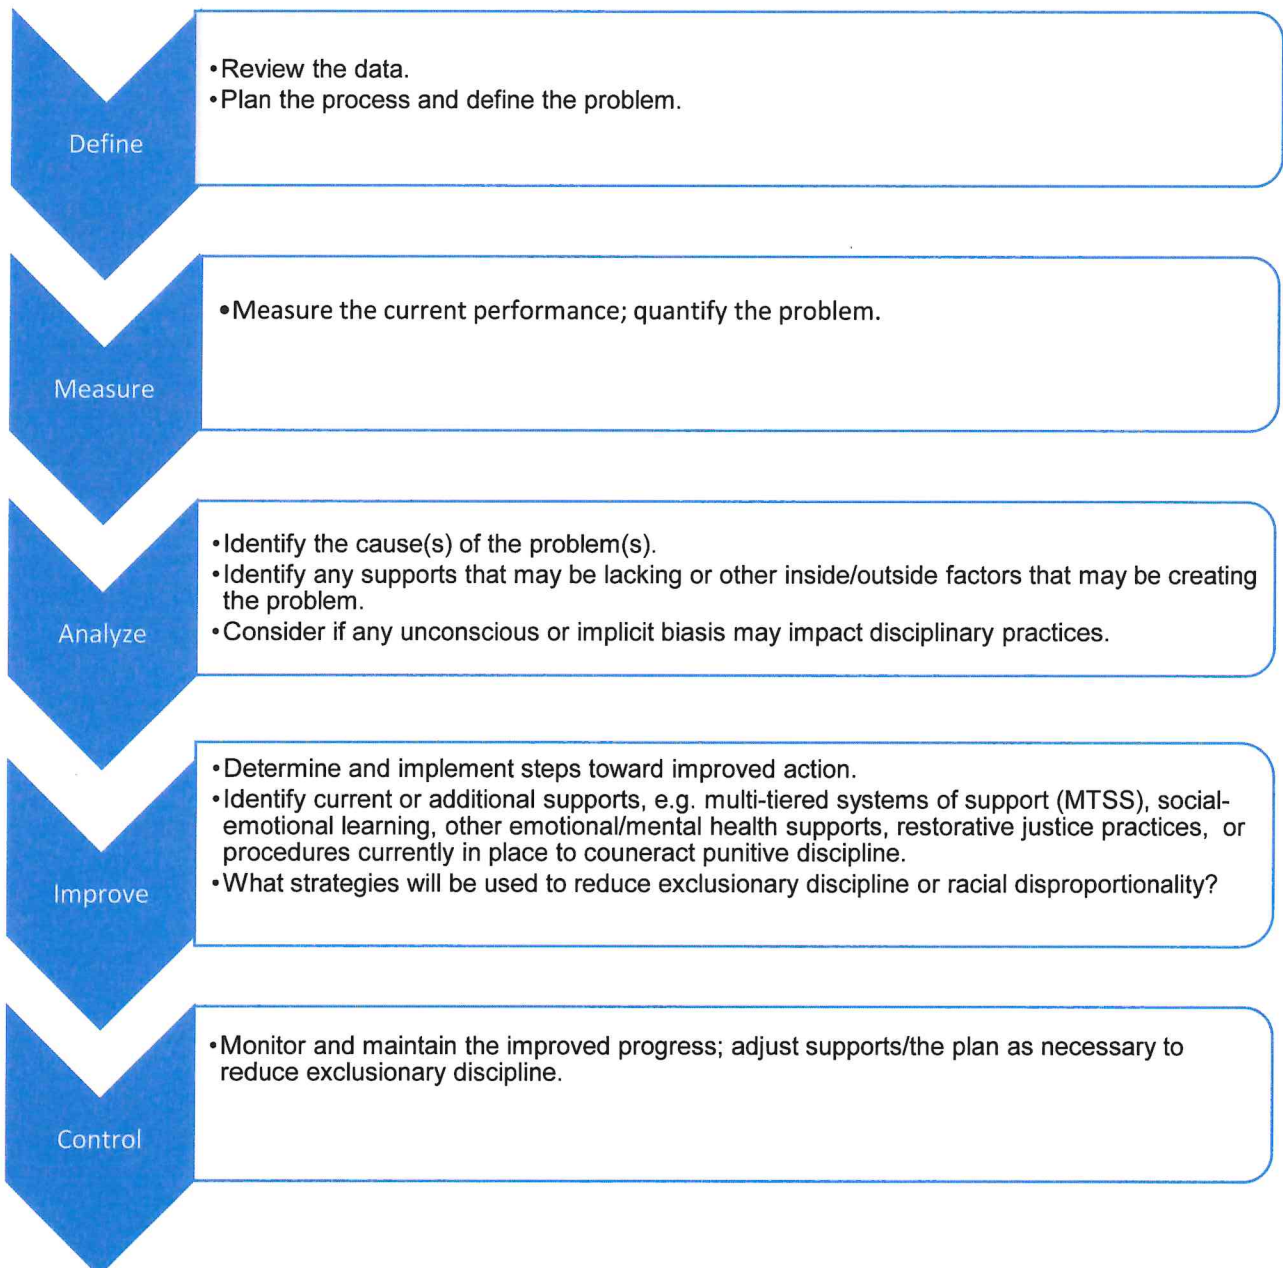 Define
•Review the data.
•Plan the process and define the problem.
Measure
•Measure the current performance; quantify the problem.
Analyze
•Identify the cause(s) of the problem(s).
•Identify any supports that may be lacking or other inside/outside factors that may be creating
the problem.
•Consider if any unconscious or implicit biasis may impact disciplinary practices.
Improve
•Determine and implement steps toward improved action.
•Identify current or additional supports, e.g. multi-tiered systems of support (MTSS), social-
emotional learning, other emotional/mental health supports, restorative justice practices, or
procedures currently in place to couneract punitive discipline.
•What strategies will be used to reduce exclusionary discipline or racial disproportionality?
Control
•Monitor and maintain the improved progress; adjust supports/the plan as necessary to
reduce exclusionary discipline.